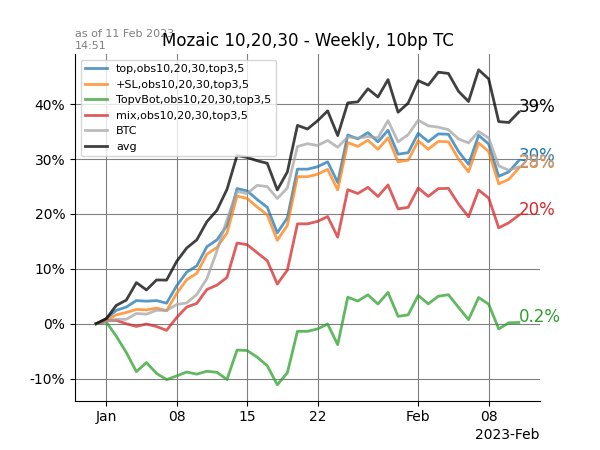 as of 11 Feb 2023
14:51
Mozaic 10,20,30 - Weekly, 10bp TC
top,obs10,20,30,top3,5
+SL,obs10,20,30,top3,5
TopvBot,obs10,20,30,top3,5
mix,obs10,20,30,top3,5
BTC
avg
40%
30%
20%
10%
0%
-10%
39%
30%
28%
20%
0.2%
Jan
08
15
22
Feb
08
2023-Feb